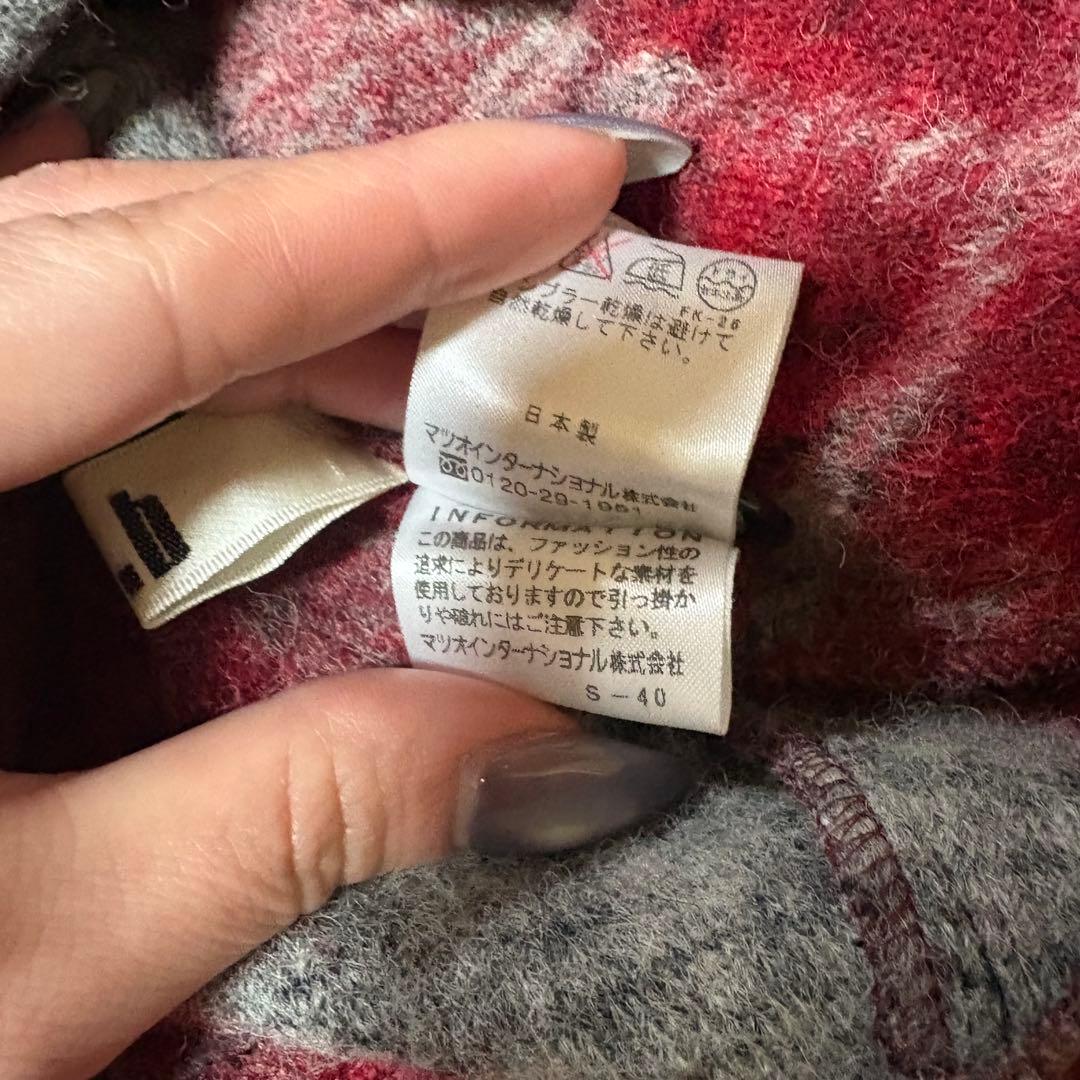 FK-26
ンブラー乾燥は避けて
自然乾燥して下さい。
日本製
マツオインターナショナル株式会社
0120-29-1991
INFORMATION
この商品は、ファッション性の
追求によりデリケートな素材を
使用しておりますので引っ掛か
りや破れにはご注意下さい。
マツオインターナショナル株式会社
S-40
h.